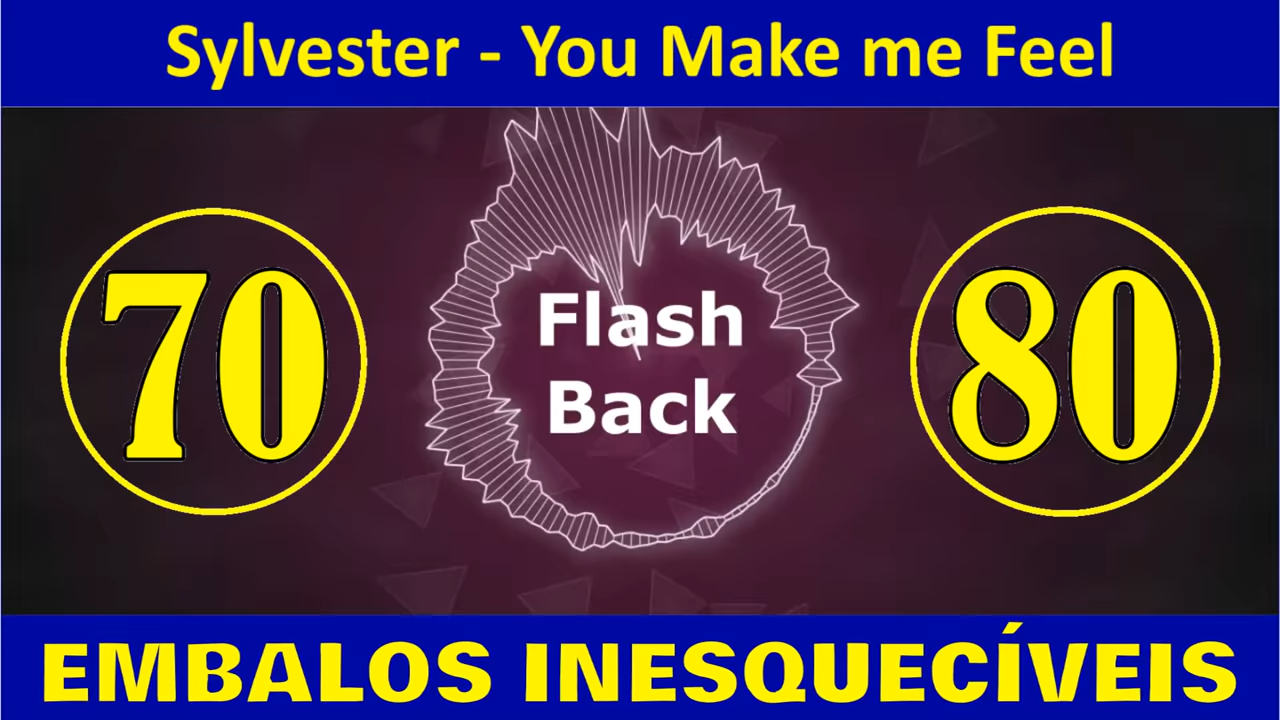 Sylvester - You Make me Feel
70
Flash
Back
80
EMBALOS INESQUECÍVEIS